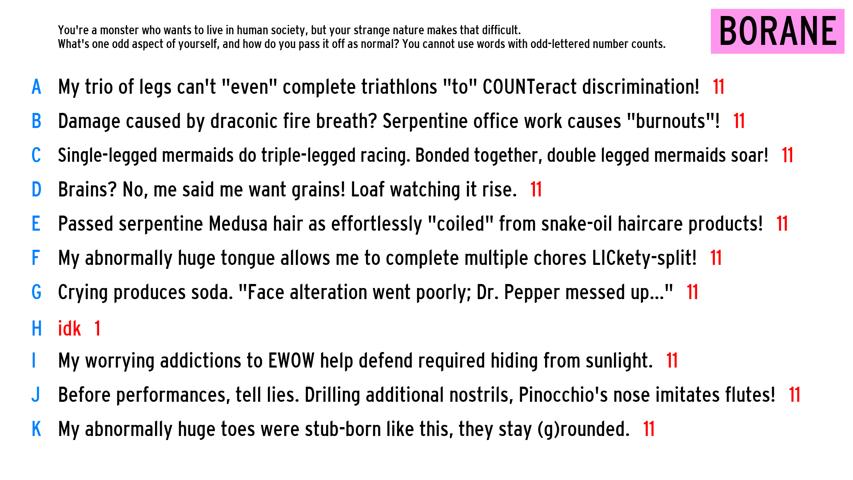 You're a monster who wants to live in human society, but your strange nature makes that difficult.
What's one odd aspect of yourself, and how do you pass it off as normal? You cannot use words with odd-lettered number counts.
BORANE
A My trio of legs can't "even" complete triathlons "to" COUNTeract discrimination! 11
B Damage caused by draconic fire breath? Serpentine office work causes "burnouts"! 11
C Single-legged mermaids do triple-legged racing. Bonded together, double legged mermaids soar! 11
D Brains? No, me said me want grains! Loaf watching it rise. 11
E Passed serpentine Medusa hair as effortlessly "coiled" from snake-oil haircare products! 11
F My abnormally huge tongue allows me to complete multiple chores LICkety-split! 11
G Crying produces soda. "Face alteration went poorly; Dr. Pepper messed up..." 11
H idk 1
I My worrying addictions to EWOW help defend required hiding from sunlight. 11
J Before performances, tell lies. Drilling additional nostrils, Pinocchio's nose imitates flutes! 11
K My abnormally huge toes were stub-born like this, they stay (g)rounded. 11